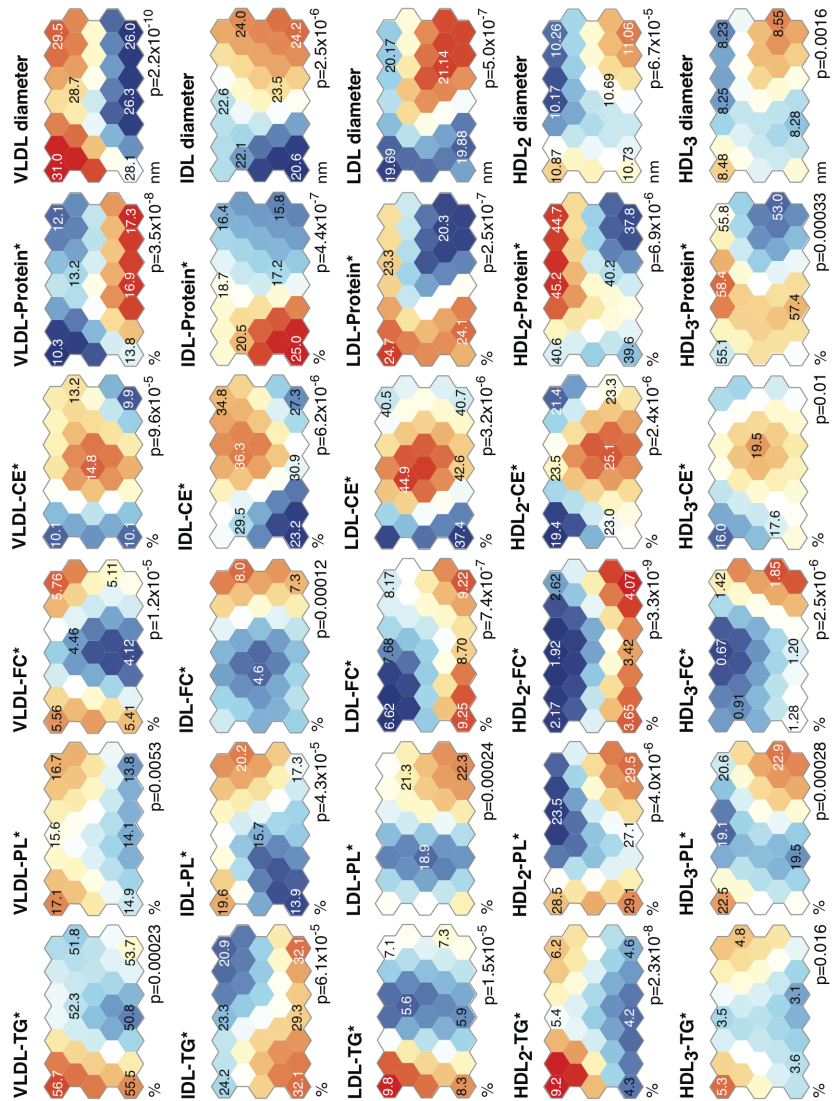 VLDL-TG*
56.7
52.3
51.8
55.5
50.8
53.7
%
p=0.00023
VLDL-PL*
17.1
15.6
16.7
14.9
14.1
13.8
%
p=0.0053
VLDL-FC*
5.56
4.46
5.76
5.11
5.41
4.12
%
p=1.2x10-5
VLDL-CE*
10.1
13.2
14.8
10.1
9.9
%
p=9.6x10-5
VLDL-Protein*
10.3
13.2
12.1
13.8
16.9
17.3
%
p=3.5x10-8
VLDL diameter
31.0
28.7
29.5
28.1
26.3
26.0
nm
p=2.2x10-10
IDL-TG*
24.2
23.3
20.9
32.1
29.3
32.1
%
p=6.1x10-5
IDL-PL*
19.6
20.2
15.7
13.9
17.3
%
p=4.3x10-5
IDL-FC*
8.0
4.6
7.3
%
p=0.00012
IDL-CE*
34.8
29.5
36.3
23.2
30.9
27.3
%
p=6.2x10-6
IDL-Protein*
20.5
18.7
16.4
25.0
17.2
15.8
%
p=4.4x10-7
IDL diameter
22.1
22.6
24.0
20.6
23.5
24.2
nm
p=2.5x10-6
LDL-TG*
9.8
5.6
7.1
8.3
5.9
7.3
%
p=1.5x10-5
LDL-PL*
21.3
18.9
22.3
%
p=0.00024
LDL-FC*
6.62
7.68
8.17
9.25
8.70
9.22
%
p=7.4x10-7
LDL-CE*
44.9
40.5
37.4
42.6
40.7
%
p=3.2x10-6
LDL-Protein*
24.7
23.3
20.3
24.1
%
p=2.5x10-7
LDL diameter
19.69
20.17
21.14
19.88
nm
p=5.0x10-7
HDL2-TG*
9.2
5.4
6.2
4.3
4.2
4.6
%
p=2.3x10-8
HDL2-PL*
28.5
23.5
29.1
27.1
29.5
%
p=4.0x10-6
HDL2-FC*
2.17
1.92
2.62
3.65
3.42
4.07
%
p=3.3x10-9
HDL2-CE*
19.4
23.5
21.4
23.0
25.1
23.3
%
p=2.4x10-6
HDL2-Protein*
40.6
45.2
44.7
39.6
40.2
37.8
%
p=6.9x10-6
HDL2 diameter
10.87
10.17
10.26
10.73
10.69
11.06
nm
p=6.7x10-5
HDL3-TG*
5.3
3.5
4.8
3.6
3.1
%
p=0.016
HDL3-PL*
22.5
19.1
20.6
19.5
22.9
%
p=0.00028
HDL3-FC*
0.91
0.67
1.42
1.28
1.20
1.85
%
p=2.5x10-6
HDL3-CE*
16.0
19.5
17.6
%
p=0.01
HDL3-Protein*
55.1
58.4
55.8
57.4
53.0
%
p=0.00033
HDL3 diameter
8.48
8.25
8.23
8.28
8.55
nm
p=0.0016